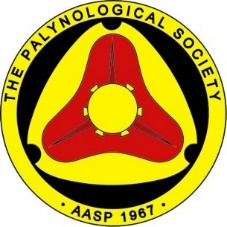 THE PALYNOLOGICAL SOCIETY
· AASP 1967 ·